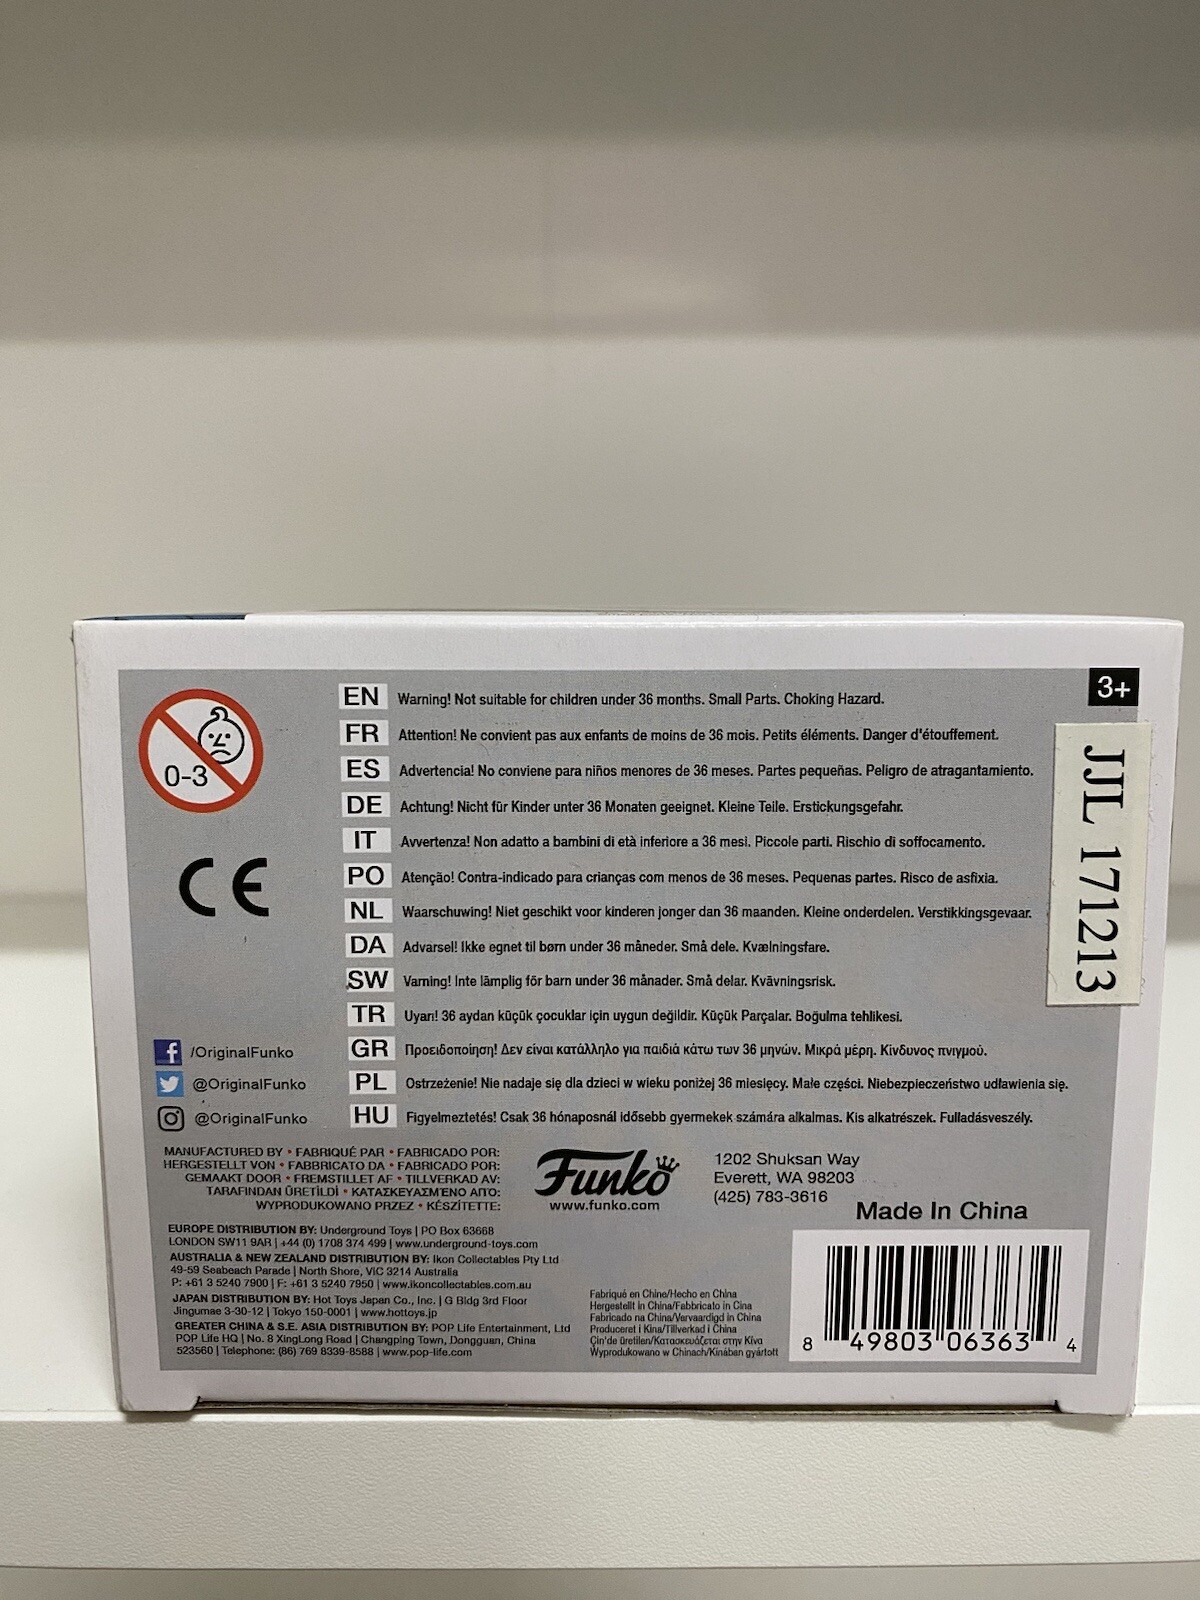 3+
0-3
EN Warning! Not suitable for children under 36 months. Small Parts. Choking Hazard.
FR Attention! Ne convient pas aux enfants de moins de 36 mois. Petits éléments. Danger d'étouffement.
ES Advertencia! No conviene para niños menores de 36 meses. Partes pequeñas. Peligro de atragantamiento.
DE Achtung! Nicht für Kinder unter 36 Monaten geeignet. Kleine Teile. Erstickungsgefahr.
IT Avvertenza! Non adatto a bambini di età inferiore a 36 mesi. Piccole parti. Rischio di soffocamento.
PO Atenção! Contra-indicado para crianças com menos de 36 meses. Pequenas partes. Risco de asfixia.
NL Waarschuwing! Niet geschikt voor kinderen jonger dan 36 maanden. Kleine onderdelen. Verstikkingsgevaar.
DA Advarsel! Ikke egnet til børn under 36 måneder. Små dele. Kvælningsfare.
SW Varning! Inte lämplig för barn under 36 månader. Små delar. Kvävningsrisk.
TR Uyarı! 36 aydan küçük çocuklar için uygun değildir. Küçük Parçalar. Boğulma tehlikesi.
GR Προειδοποίηση! Δεν είναι κατάλληλο για παιδιά κάτω των 36 μηνών. Μικρά μέρη. Κίνδυνος πνιγμού.
PL Ostrzeżenie! Nie nadaje się dla dzieci w wieku poniżej 36 miesięcy. Małe części. Niebezpieczeństwo udławienia się.
HU Figyelmeztetés! Csak 36 hónaposnál idősebb gyermekek számára alkalmas. Kis alkatrészek. Fulladásveszély.
CE
/OriginalFunko
@OriginalFunko
@OriginalFunko
JJL 171213
MANUFACTURED BY • FABRIQUÉ PAR • FABRICADO POR:
HERGESTELLT VON • FABBRICATO DA • FABRICADO POR:
GEMAAKT DOOR • FREMSTILLET AF • TILLVERKAD AV:
TARAFINDAN ÜRETİLDİ • ΚΑΤΑΣΚΕΥΑΣΜΈΝΟ ΑΠΌ:
WYPRODUKOWANO PRZEZ • KÉSZÍTETTE:
Funko
www.funko.com
1202 Shuksan Way
Everett, WA 98203
(425) 783-3616
Made In China
EUROPE DISTRIBUTION BY: Underground Toys | PO Box 63668
LONDON SW11 9AR | +44 (0) 1708 374 499 | www.underground-toys.com
AUSTRALIA & NEW ZEALAND DISTRIBUTION BY: Ikon Collectables Pty Ltd
49-59 Seabeach Parade | North Shore, VIC 3214 Australia
P: +61 3 5240 7900 | F: +61 3 5240 7950 | www.ikoncollectables.com.au
JAPAN DISTRIBUTION BY: Hot Toys Japan Co., Inc. | G Bldg 3rd Floor
Jingumae 3-30-12 | Tokyo 150-0001 | www.hottoys.jp
GREATER CHINA & S.E. ASIA DISTRIBUTION BY: POP Life Entertainment, Ltd
POP Life HQ | No. 8 XingLong Road | Changping Town, Dongguan, China
523560 | Telephone: (86) 769 8339-8588 | www.pop-life.com
Fabriqué en Chine/Hecho en China
Hergestellt in China/Fabbricato in Cina
Fabricado na China/Vervaardigd in China
Produceret i Kina/Tillverkad i China
Çin'de üretilen/Κατασκευάζεται στην Κίνα
Wyprodukowano w Chinach/Kínában gyártott
8 49803 06363 4